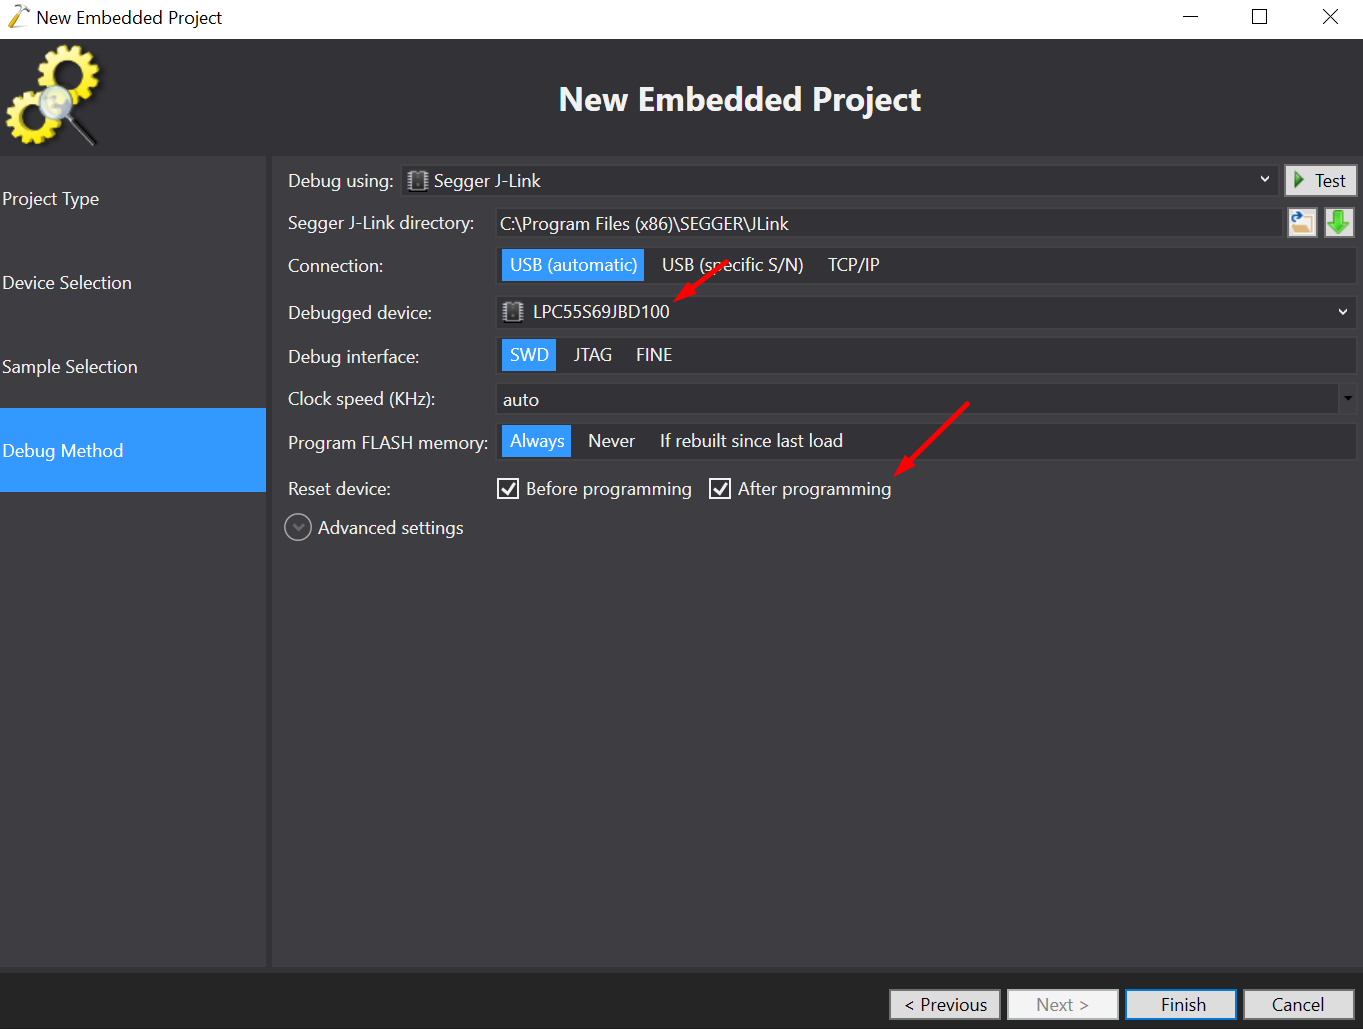 New Embedded Project
New Embedded Project
Project Type
Device Selection
Sample Selection
Debug Method
Debug using: Segger J-Link Test
Segger J-Link directory: C:\Program Files (x86)\SEGGER\JLink
Connection: USB (automatic) USB (specific S/N) TCP/IP
Debugged device: LPC55S69JBD100
Debug interface: SWD JTAG FINE
Clock speed (KHz): auto
Program FLASH memory: Always Never If rebuilt since last load
Reset device: Before programming After programming
Advanced settings
< Previous Next > Finish Cancel